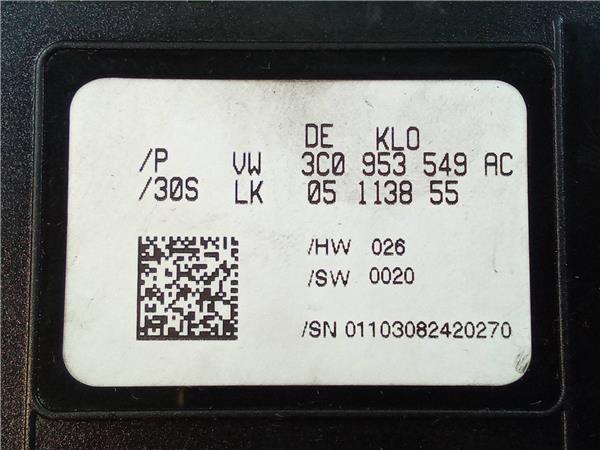 DE KLO
/P VW 3C0 953 549 AC
/30S LK 05 1138 55
/HW 026
/SW 0020
/SN 01103082420270